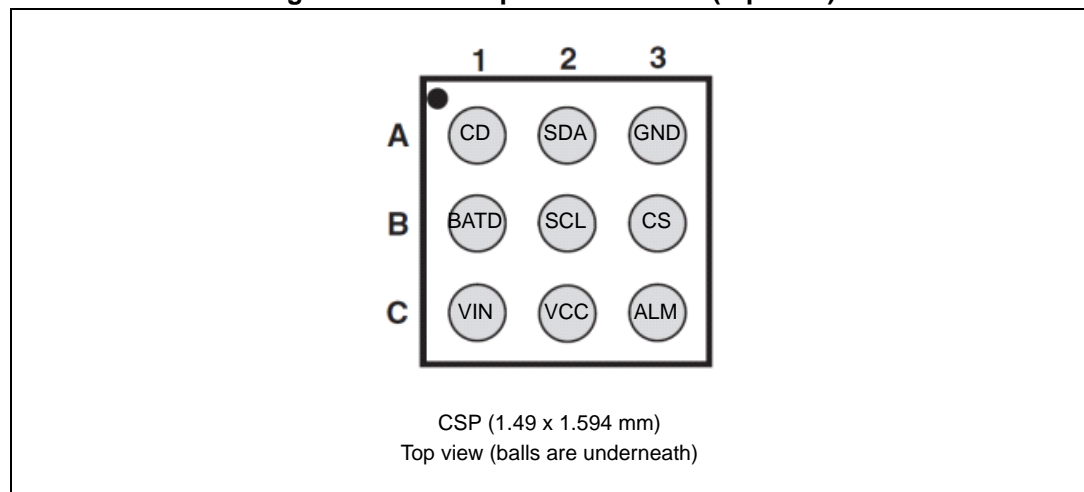 1 2 3
A CD SDA GND
B BATD SCL CS
C VIN VCC ALM
CSP (1.49 x 1.594 mm)
Top view (balls are underneath)